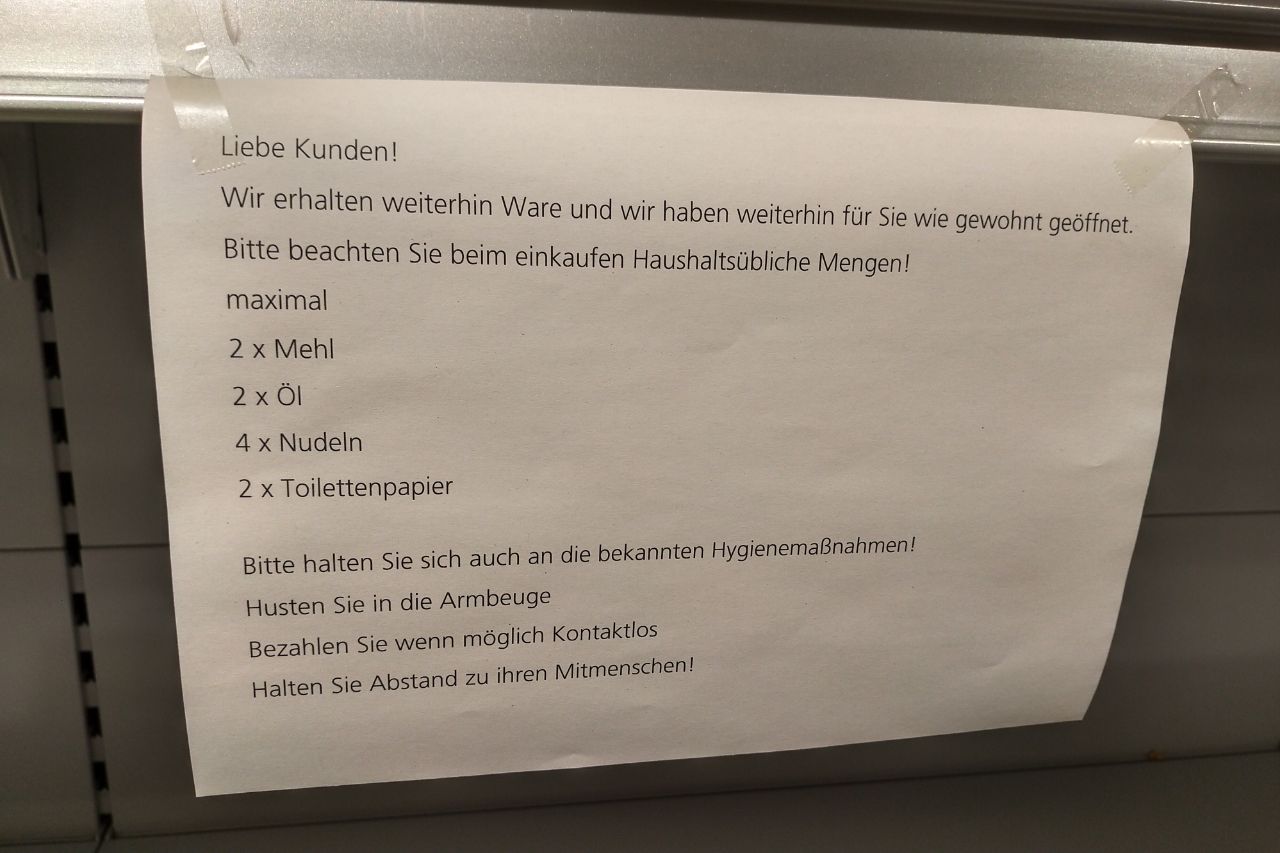 Liebe Kunden!
Wir erhalten weiterhin Ware und wir haben weiterhin für Sie wie gewohnt geöffnet.
Bitte beachten Sie beim einkaufen Haushaltsübliche Mengen!
maximal
2 x Mehl
2 x Öl
4 x Nudeln
2 x Toilettenpapier
Bitte halten Sie sich auch an die bekannten Hygienemaßnahmen!
Husten Sie in die Armbeuge
Bezahlen Sie wenn möglich Kontaktlos
Halten Sie Abstand zu ihren Mitmenschen!